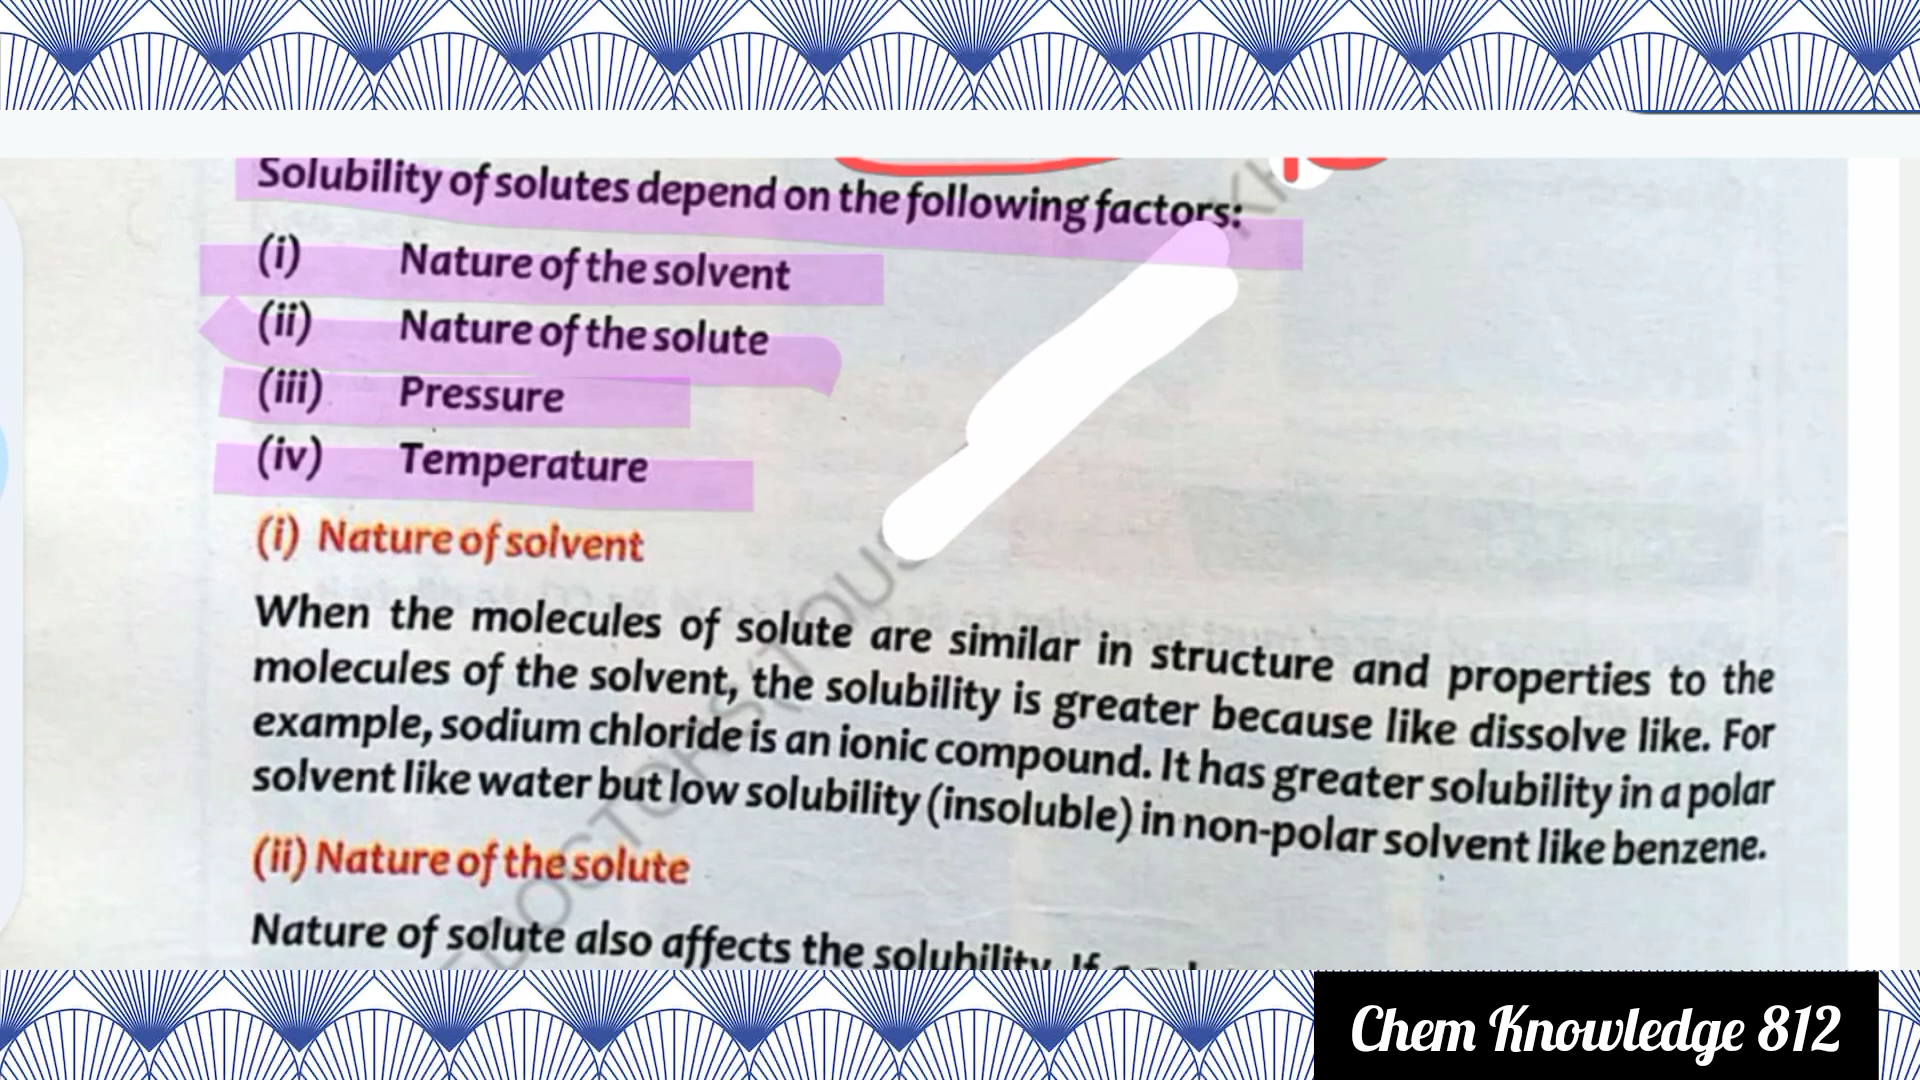 Solubility of solutes depend on the following factors:
(i) Nature of the solvent
(ii) Nature of the solute
(iii) Pressure
(iv) Temperature
(i) Nature of solvent
When the molecules of solute are similar in structure and properties to the
molecules of the solvent, the solubility is greater because like dissolve like. For
example, sodium chloride is an ionic compound. It has greater solubility in a polar
solvent like water but low solubility (insoluble) in non-polar solvent like benzene.
(ii) Nature of the solute
Nature of solute also affects the solubility. If
Chem Knowledge 812